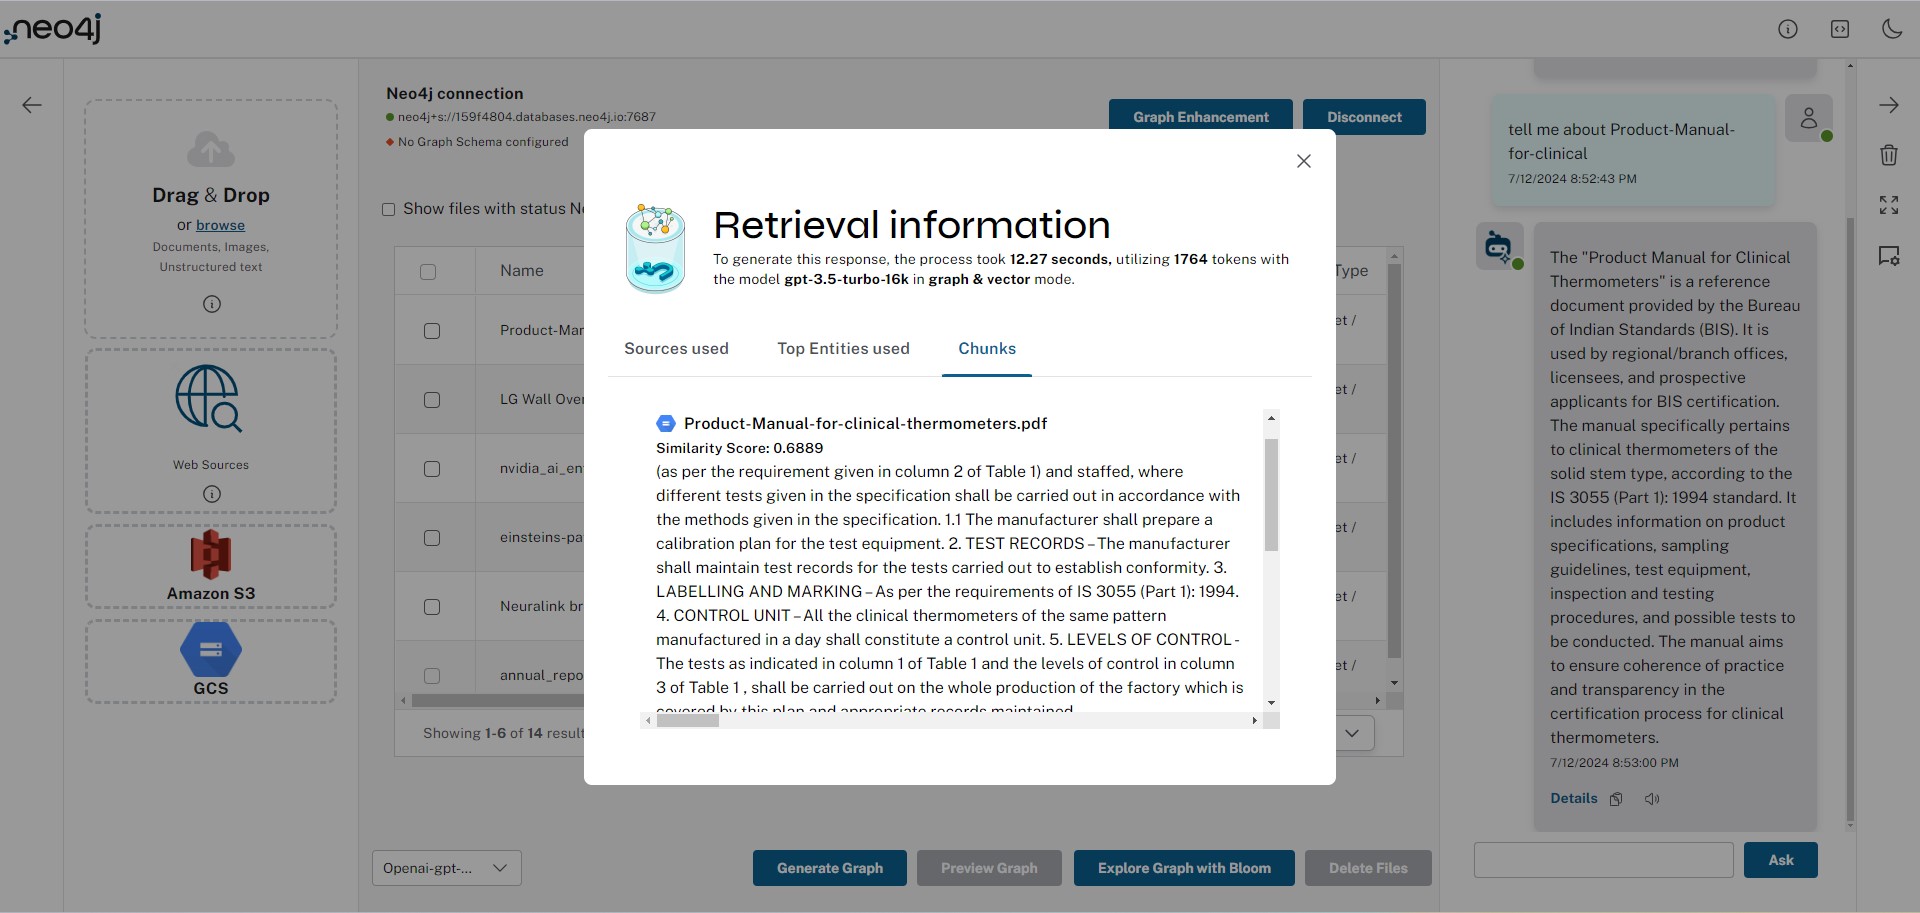 neo4j
Drag & Drop
or browse
Documents, Images,
Unstructured text
Web Sources
Amazon S3
GCS
Neo4j connection
neo4j+s://159f4804.databases.neo4j.io:7687
No Graph Schema configured
Graph Enhancement
Disconnect
Show files with status Ne
Name
Type
Product-Man
et /
LG Wall Over
et /
nvidia_ai_en
et /
einsteins-pa
et /
Neuralink br
et /
annual_repo
et /
Showing 1-6 of 14 result
Retrieval information
To generate this response, the process took 12.27 seconds, utilizing 1764 tokens with
the model gpt-3.5-turbo-16k in graph & vector mode.
Sources used
Top Entities used
Chunks
Product-Manual-for-clinical-thermometers.pdf
Similarity Score: 0.6889
(as per the requirement given in column 2 of Table 1) and staffed, where
different tests given in the specification shall be carried out in accordance with
the methods given in the specification. 1.1 The manufacturer shall prepare a
calibration plan for the test equipment. 2. TEST RECORDS – The manufacturer
shall maintain test records for the tests carried out to establish conformity. 3.
LABELLING AND MARKING – As per the requirements of IS 3055 (Part 1): 1994.
4. CONTROL UNIT – All the clinical thermometers of the same pattern
manufactured in a day shall constitute a control unit. 5. LEVELS OF CONTROL -
The tests as indicated in column 1 of Table 1 and the levels of control in column
3 of Table 1 , shall be carried out on the whole production of the factory which is
covered by this plan and appropriate records maintained
Openai-gpt-...
Generate Graph
Preview Graph
Explore Graph with Bloom
Delete Files
tell me about Product-Manual-
for-clinical
7/12/2024 8:52:43 PM
The "Product Manual for Clinical
Thermometers" is a reference
document provided by the Bureau
of Indian Standards (BIS). It is
used by regional/branch offices,
licensees, and prospective
applicants for BIS certification.
The manual specifically pertains
to clinical thermometers of the
solid stem type, according to the
IS 3055 (Part 1): 1994 standard. It
includes information on product
specifications, sampling
guidelines, test equipment,
inspection and testing
procedures, and possible tests to
be conducted. The manual aims
to ensure coherence of practice
and transparency in the
certification process for clinical
thermometers.
7/12/2024 8:53:00 PM
Details
Ask